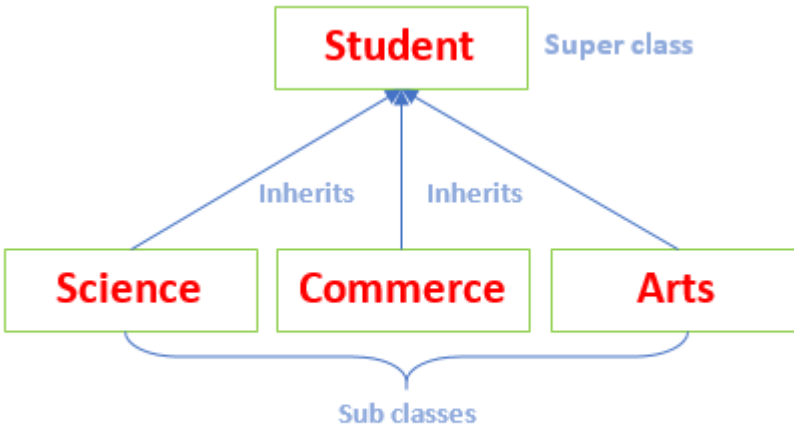 Student
Super class
Inherits
Inherits
Science
Commerce
Arts
Sub classes